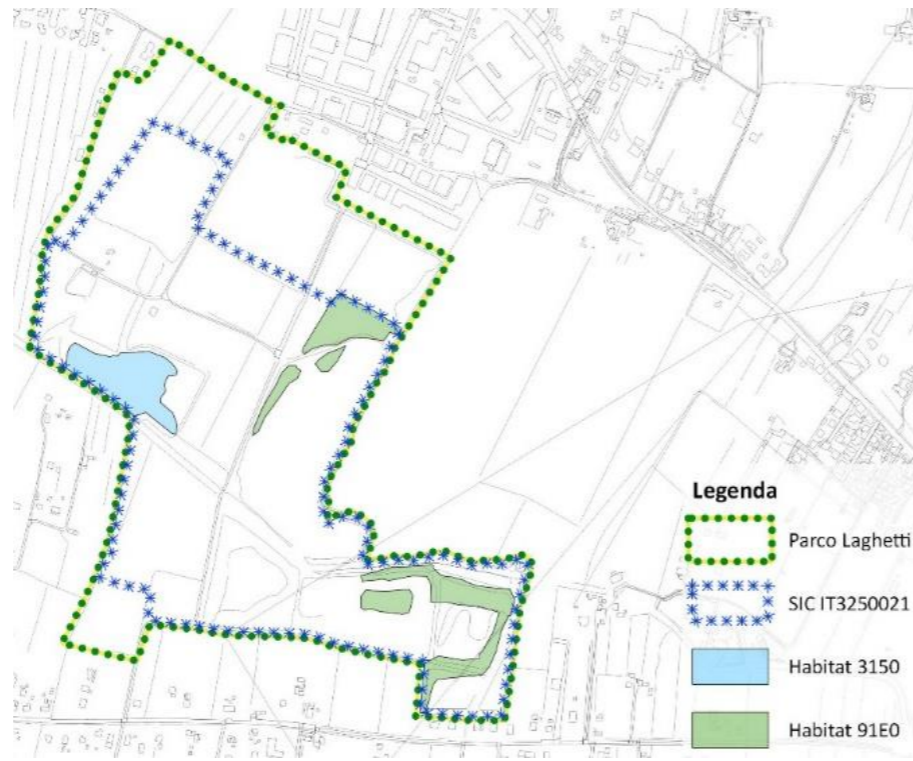 Legenda
Parco Laghetti
SIC IT3250021
Habitat 3150
Habitat 91E0